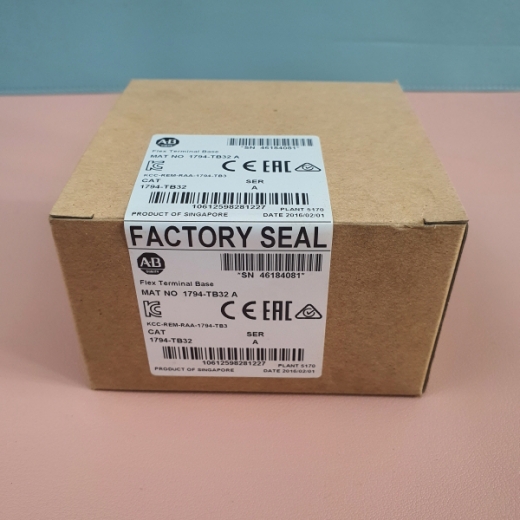 AB
*SN 46184081*
Flex Terminal Base
MAT NO 1794-TB32 A
CE EAC
KCC-REM-RAA-1794-TB3
CAT SER
1794-TB32 A
10612598281227
PLANT 5170
PRODUCT OF SINGAPORE DATE 2016/02/01
FACTORY SEAL
AB
*SN 46184081*
Flex Terminal Base
MAT NO 1794-TB32 A
CE EAC
KCC-REM-RAA-1794-TB3
CAT SER
1794-TB32 A
10612598281227
PLANT 5170
PRODUCT OF SINGAPORE DATE 2016/02/01